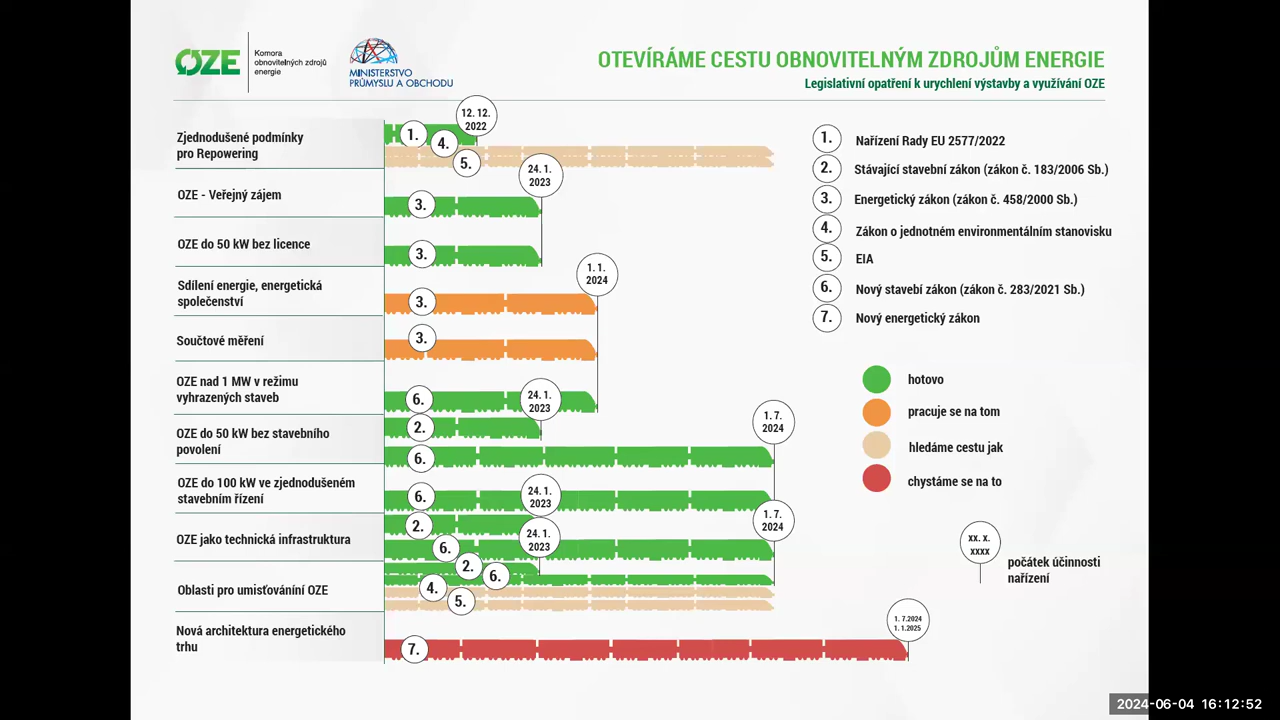 OZE
Komora
obnovitelných zdrojů
energie
MINISTERSTVO
PRŮMYSLU A OBCHODU
OTEVÍRÁME CESTU OBNOVITELNÝM ZDROJŮM ENERGIE
Legislativní opatření k urychlení výstavby a využívání OZE
Zjednodušené podmínky
pro Repowering
1.
4.
5.
12. 12.
2022
OZE - Veřejný zájem
3.
24. 1.
2023
OZE do 50 kW bez licence
3.
Sdílení energie, energetická
společenství
3.
1. 1.
2024
Součtové měření
3.
OZE nad 1 MW v režimu
vyhrazených staveb
6.
24. 1.
2023
OZE do 50 kW bez stavebního
povolení
2.
6.
1. 7.
2024
OZE do 100 kW ve zjednodušeném
stavebním řízení
6.
24. 1.
2023
OZE jako technická infrastruktura
2.
6.
24. 1.
2023
1. 7.
2024
Oblasti pro umisťovánní OZE
2.
6.
4.
5.
Nová architektura energetického
trhu
7.
1. 7.2024
1. 1.2025
1. Nařízení Rady EU 2577/2022
2. Stávající stavební zákon (zákon č. 183/2006 Sb.)
3. Energetický zákon (zákon č. 458/2000 Sb.)
4. Zákon o jednotném environmentálním stanovisku
5. EIA
6. Nový stavebí zákon (zákon č. 283/2021 Sb.)
7. Nový energetický zákon
hotovo
pracuje se na tom
hledáme cestu jak
chystáme se na to
xx. x.
xxxx
počátek účinnosti
nařízení
2024-06-04 16:12:52